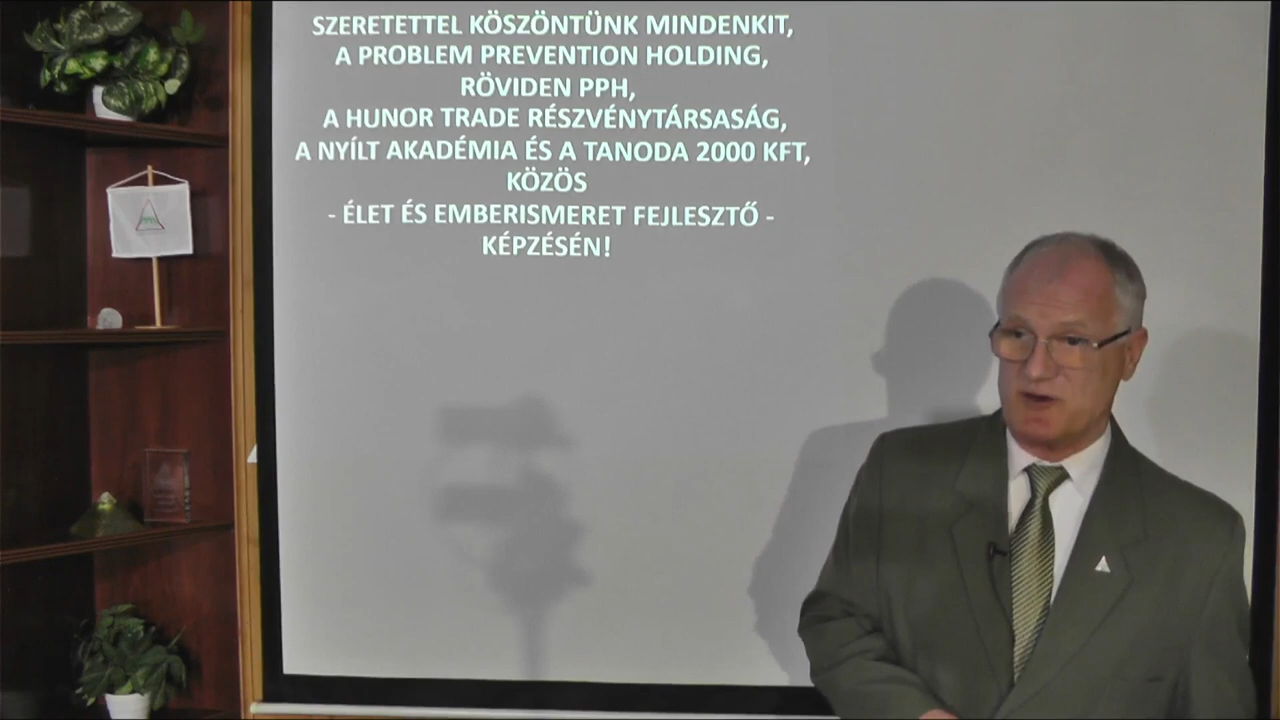 SZERETETTEL KÖSZÖNTÜNK MINDENKIT,
A PROBLEM PREVENTION HOLDING,
RÖVIDEN PPH,
A HUNOR TRADE RÉSZVÉNYTÁRSASÁG,
A NYÍLT AKADÉMIA ÉS A TANODA 2000 KFT,
KÖZÖS
- ÉLET ÉS EMBERISMERET FEJLESZTŐ -
KÉPZÉSÉN!